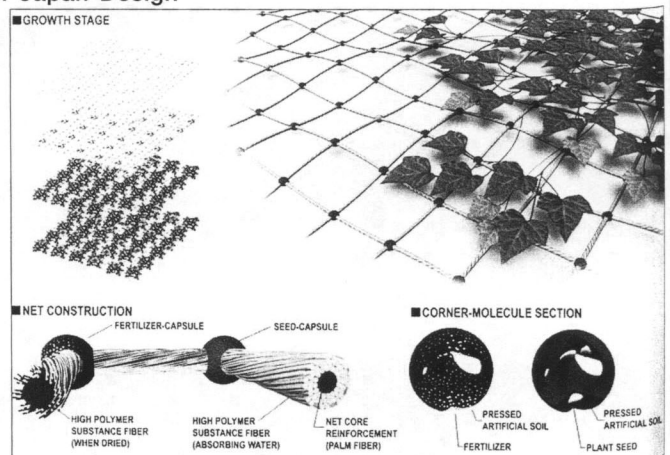 Japan Design
■GROWTH STAGE
■NET CONSTRUCTION
FERTILIZER-CAPSULE
SEED-CAPSULE
HIGH POLYMER
SUBSTANCE FIBER
(WHEN DRIED)
HIGH POLYMER
SUBSTANCE FIBER
(ABSORBING WATER)
NET CORE
REINFORCEMENT
(PALM FIBER)
■CORNER-MOLECULE SECTION
PRESSED
ARTIFICIAL SOIL
FERTILIZER
PRESSED
ARTIFICIAL SOIL
PLANT SEED